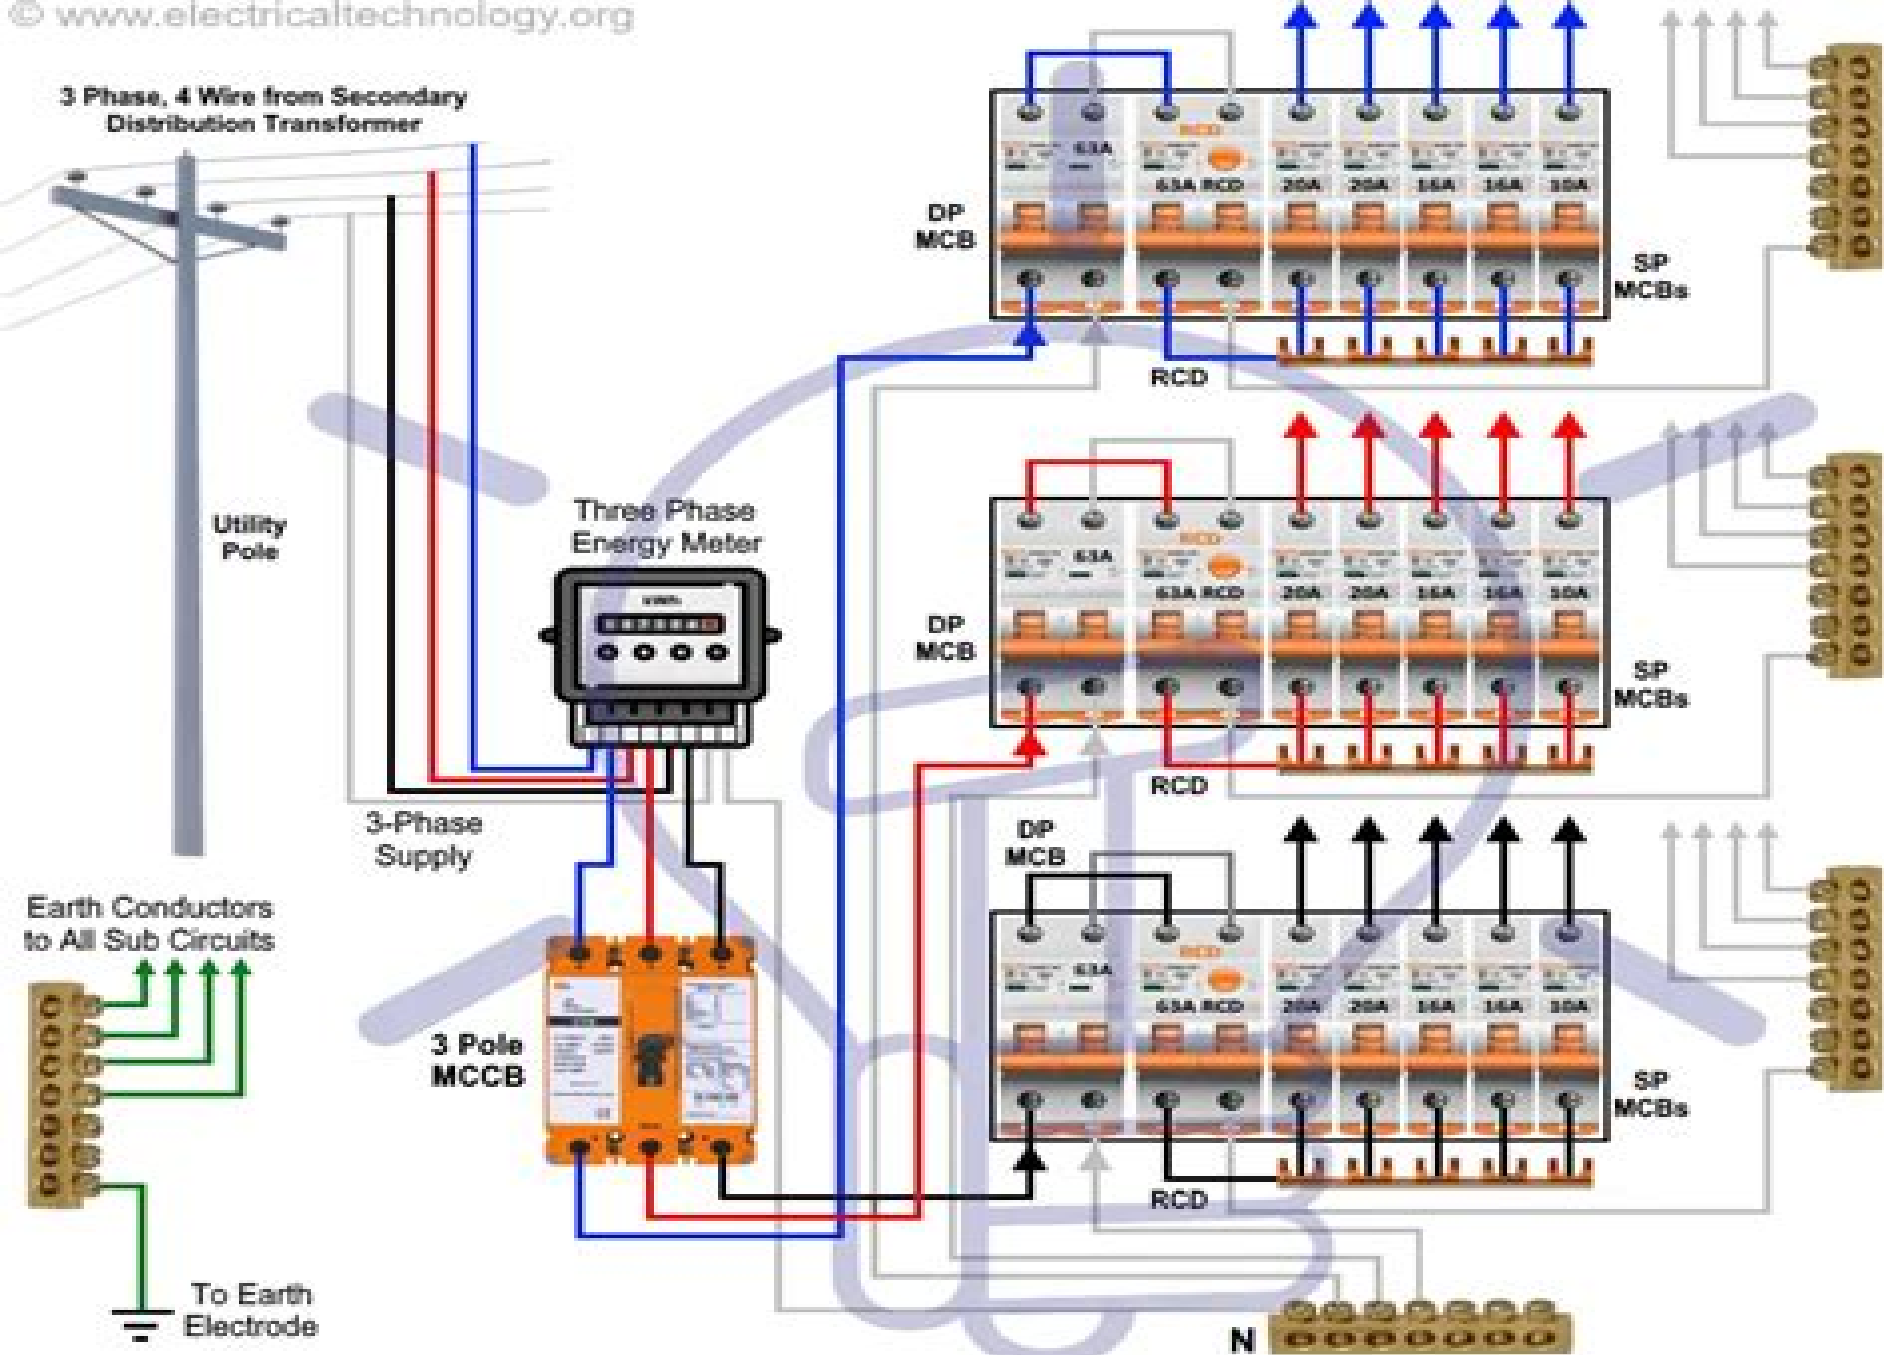 © www.electricaltechnology.org
3 Phase, 4 Wire from Secondary
Distribution Transformer
Utility
Pole
Three Phase
Energy Meter
kWh
3-Phase
Supply
Earth Conductors
to All Sub Circuits
3 Pole
MCCB
To Earth
Electrode
DP
MCB
RCD
63A
63A RCD
20A
20A
16A
16A
10A
SP
MCBs
RCD
DP
MCB
RCD
63A
63A RCD
20A
20A
16A
16A
10A
SP
MCBs
RCD
DP
MCB
RCD
63A
63A RCD
20A
20A
16A
16A
10A
SP
MCBs
RCD
N